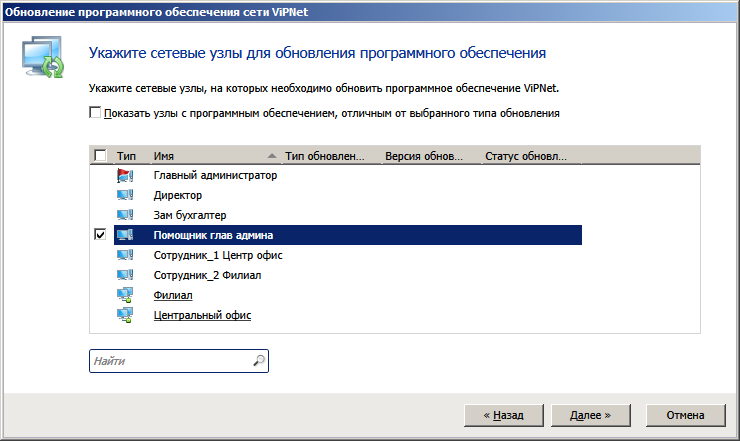 Обновление программного обеспечения сети ViPNet
Укажите сетевые узлы для обновления программного обеспечения
Укажите сетевые узлы, на которых необходимо обновить программное обеспечение ViPNet.
Показать узлы с программным обеспечением, отличным от выбранного типа обновления
Тип Имя Тип обновлен... Версия обнов... Статус обновл...
Главный администратор
Директор
Зам бухгалтер
Помощник глав админа
Сотрудник_1 Центр офис
Сотрудник_2 Филиал
Филиал
Центральный офис
Найти
« Назад Далее » Отмена